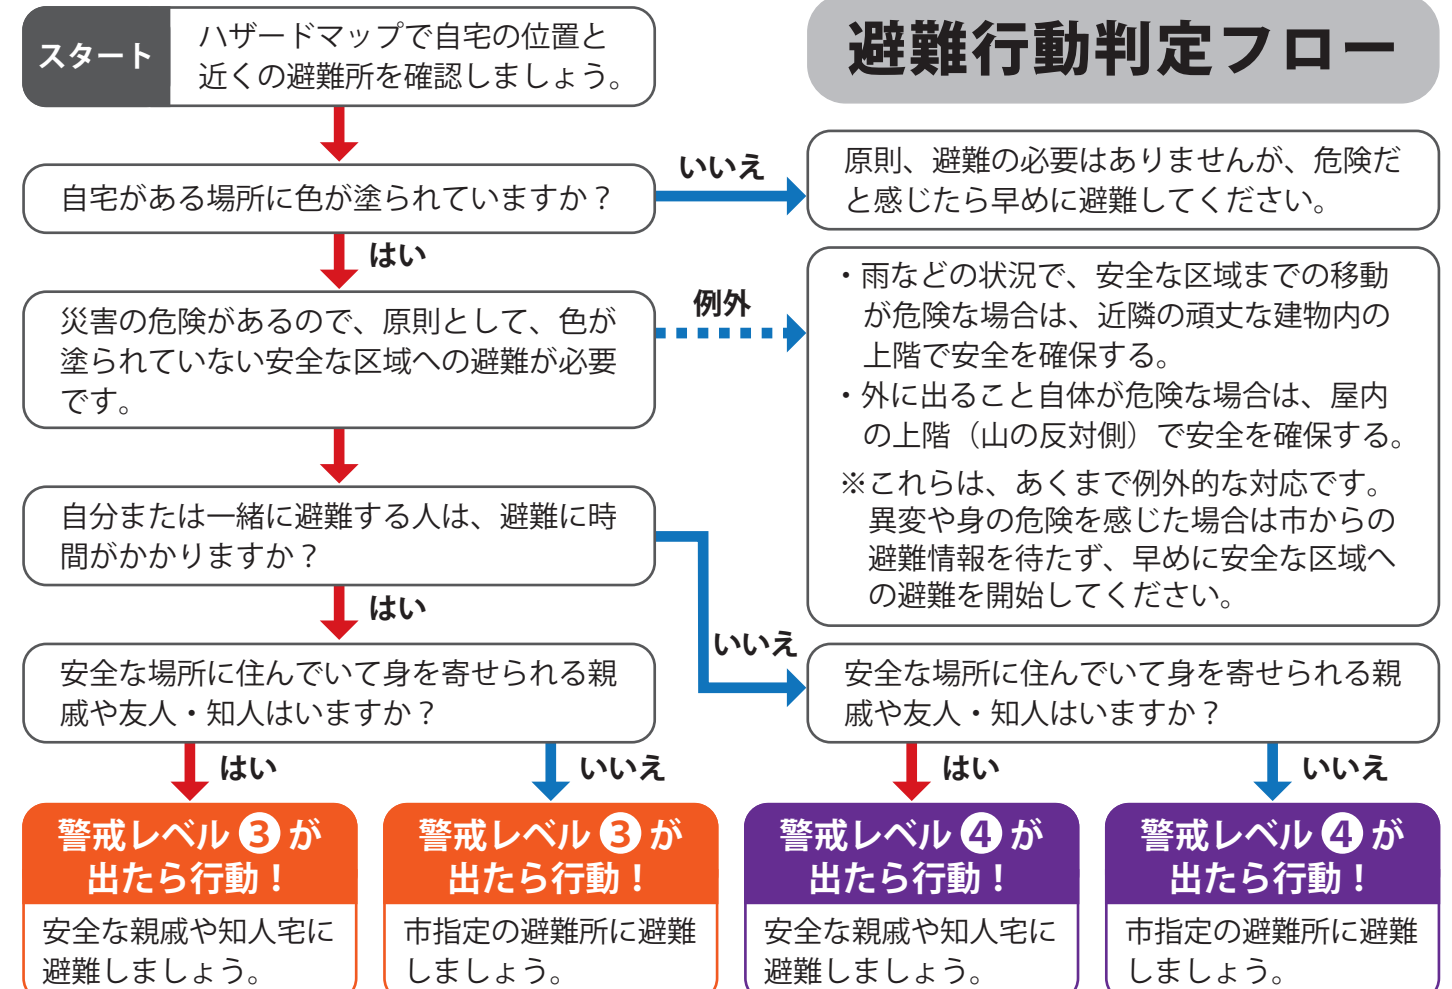 避難行動判定フロー
スタート
ハザードマップで自宅の位置と
近くの避難所を確認しましょう。
自宅がある場所に色が塗られていますか？
いいえ
原則、避難の必要はありませんが、危険だ
と感じたら早めに避難してください。
はい
災害の危険があるので、原則として、色が
塗られていない安全な区域への避難が必要
です。
例外
・雨などの状況で、安全な区域までの移動
が危険な場合は、近隣の頑丈な建物内の
上階で安全を確保する。
・外に出ること自体が危険な場合は、屋内
の上階（山の反対側）で安全を確保する。
※これらは、あくまで例外的な対応です。
異変や身の危険を感じた場合は市からの
避難情報を待たず、早めに安全な区域へ
の避難を開始してください。
自分または一緒に避難する人は、避難に時
間がかかりますか？
はい
いいえ
安全な場所に住んでいて身を寄せられる親
戚や友人・知人はいますか？
安全な場所に住んでいて身を寄せられる親
戚や友人・知人はいますか？
はい
いいえ
はい
いいえ
警戒レベル❸が
出たら行動！
安全な親戚や知人宅に
避難しましょう。
警戒レベル❸が
出たら行動！
市指定の避難所に避難
しましょう。
警戒レベル❹が
出たら行動！
安全な親戚や知人宅に
避難しましょう。
警戒レベル❹が
出たら行動！
市指定の避難所に避難
しましょう。